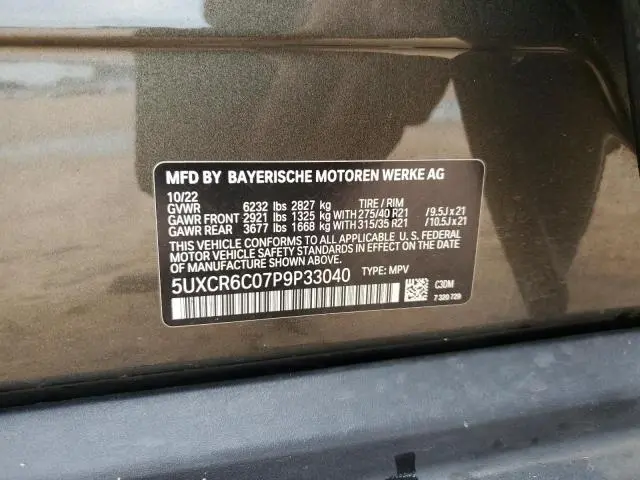 MFD BY BAYERISCHE MOTOREN WERKE AG
10/22
GVWR 6232 lbs 2827 kg TIRE / RIM
GAWR FRONT 2921 lbs 1325 kg WITH 275/40 R21 /9.5J x 21
GAWR REAR 3677 lbs 1668 kg WITH 315/35 R21 /10.5J x 21
THIS VEHICLE CONFORMS TO ALL APPLICABLE U. S. FEDERAL
MOTOR VEHICLE SAFETY STANDARDS IN EFFECT ON THE
DATE OF MANUFACTURE SHOWN ABOVE.
5UXCR6C07P9P33040 TYPE: MPV
C3DM
7 320 729